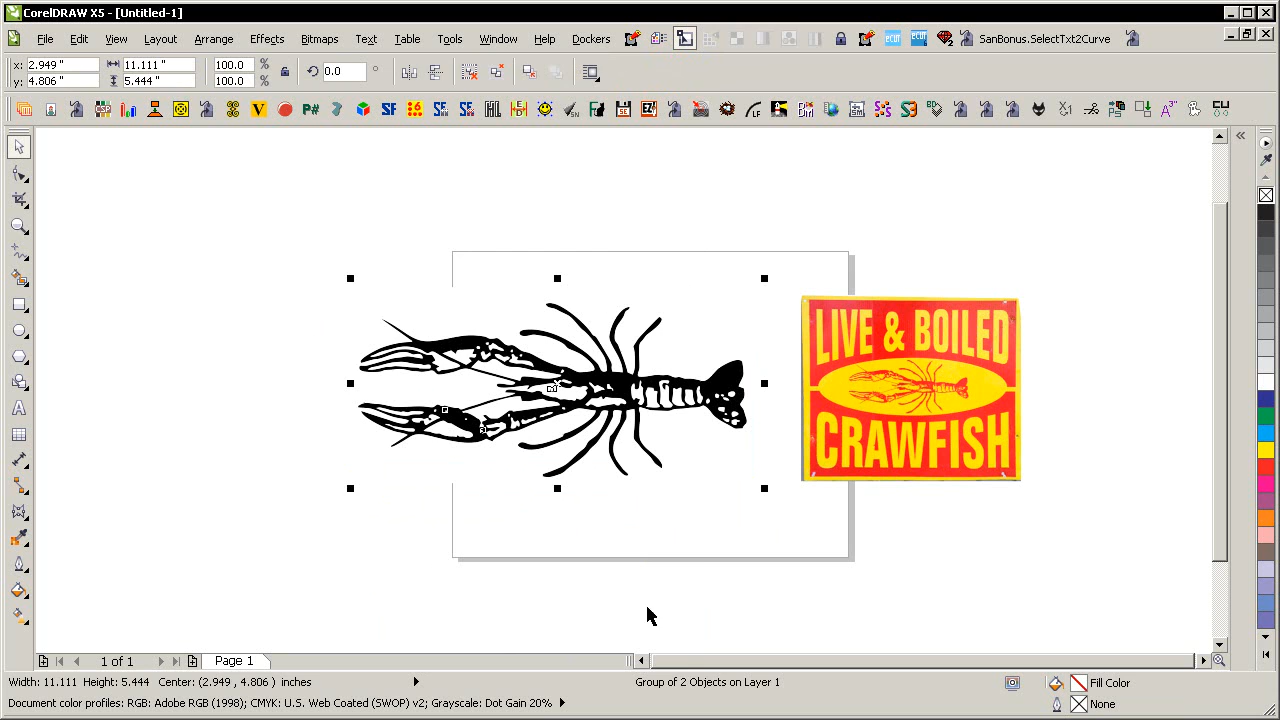 CorelDRAW X5 - [Untitled-1]
File Edit View Layout Arrange Effects Bitmaps Text Table Tools Window Help Dockers SanBonus.SelectTxt2Curve
x: 2.949 " 11.111 " 100.0 % 0.0 °
y: 4.806 " 5.444 " 100.0 %
LIVE & BOILED
CRAWFISH
1 of 1 Page 1
Width: 11.111 Height: 5.444 Center: (2.949 , 4.806 ) inches Group of 2 Objects on Layer 1 Fill Color
Document color profiles: RGB: Adobe RGB (1998); CMYK: U.S. Web Coated (SWOP) v2; Grayscale: Dot Gain 20% None